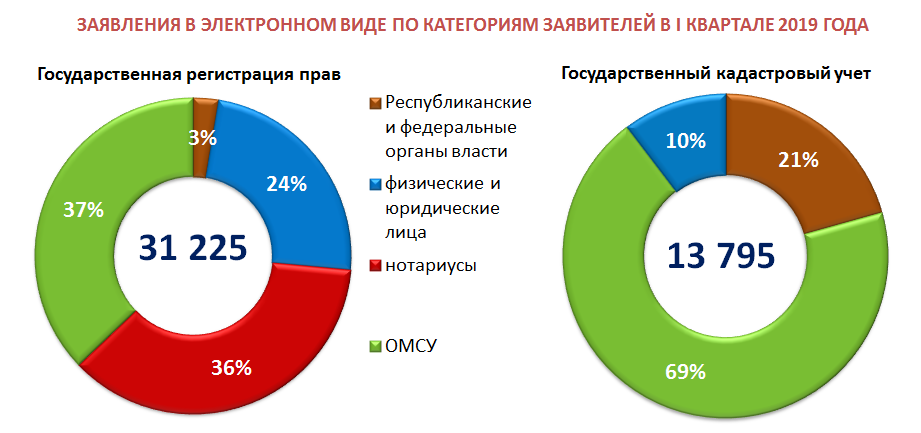 ЗАЯВЛЕНИЯ В ЭЛЕКТРОННОМ ВИДЕ ПО КАТЕГОРИЯМ ЗАЯВИТЕЛЕЙ В I КВАРТАЛЕ 2019 ГОДА
Государственная регистрация прав
3%
24%
37%
31 225
36%
Республиканские
и федеральные
органы власти
физические и
юридические
лица
нотариусы
ОМСУ
Государственный кадастровый учет
10%
21%
13 795
69%